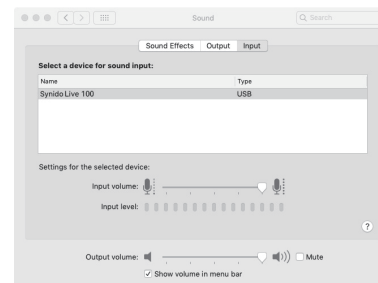 Sound
Search
Sound Effects Output Input
Select a device for sound input:
Name Type
Synido Live 100 USB
Settings for the selected device:
Input volume:
Input level:
?
Output volume: Mute
Show volume in menu bar